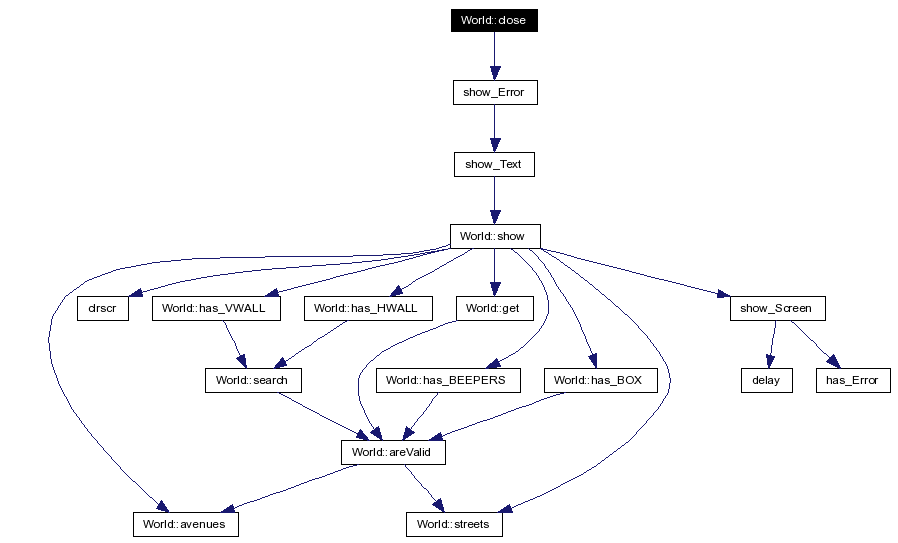 World::close
show_Error
show_Text
World::show
clrscr
World::has_VWALL
World::has_HWALL
World::get
show_Screen
World::search
World::has_BEEPERS
World::has_BOX
delay
has_Error
World::areValid
World::avenues
World::streets